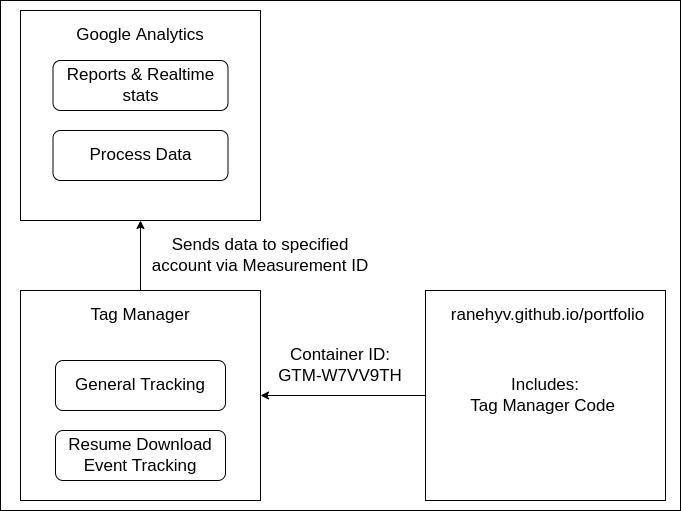 Google Analytics
Reports & Realtime
stats
Process Data
Sends data to specified
account via Measurement ID
Tag Manager
General Tracking
Resume Download
Event Tracking
Container ID:
GTM-W7VV9TH
ranehyv.github.io/portfolio
Includes:
Tag Manager Code